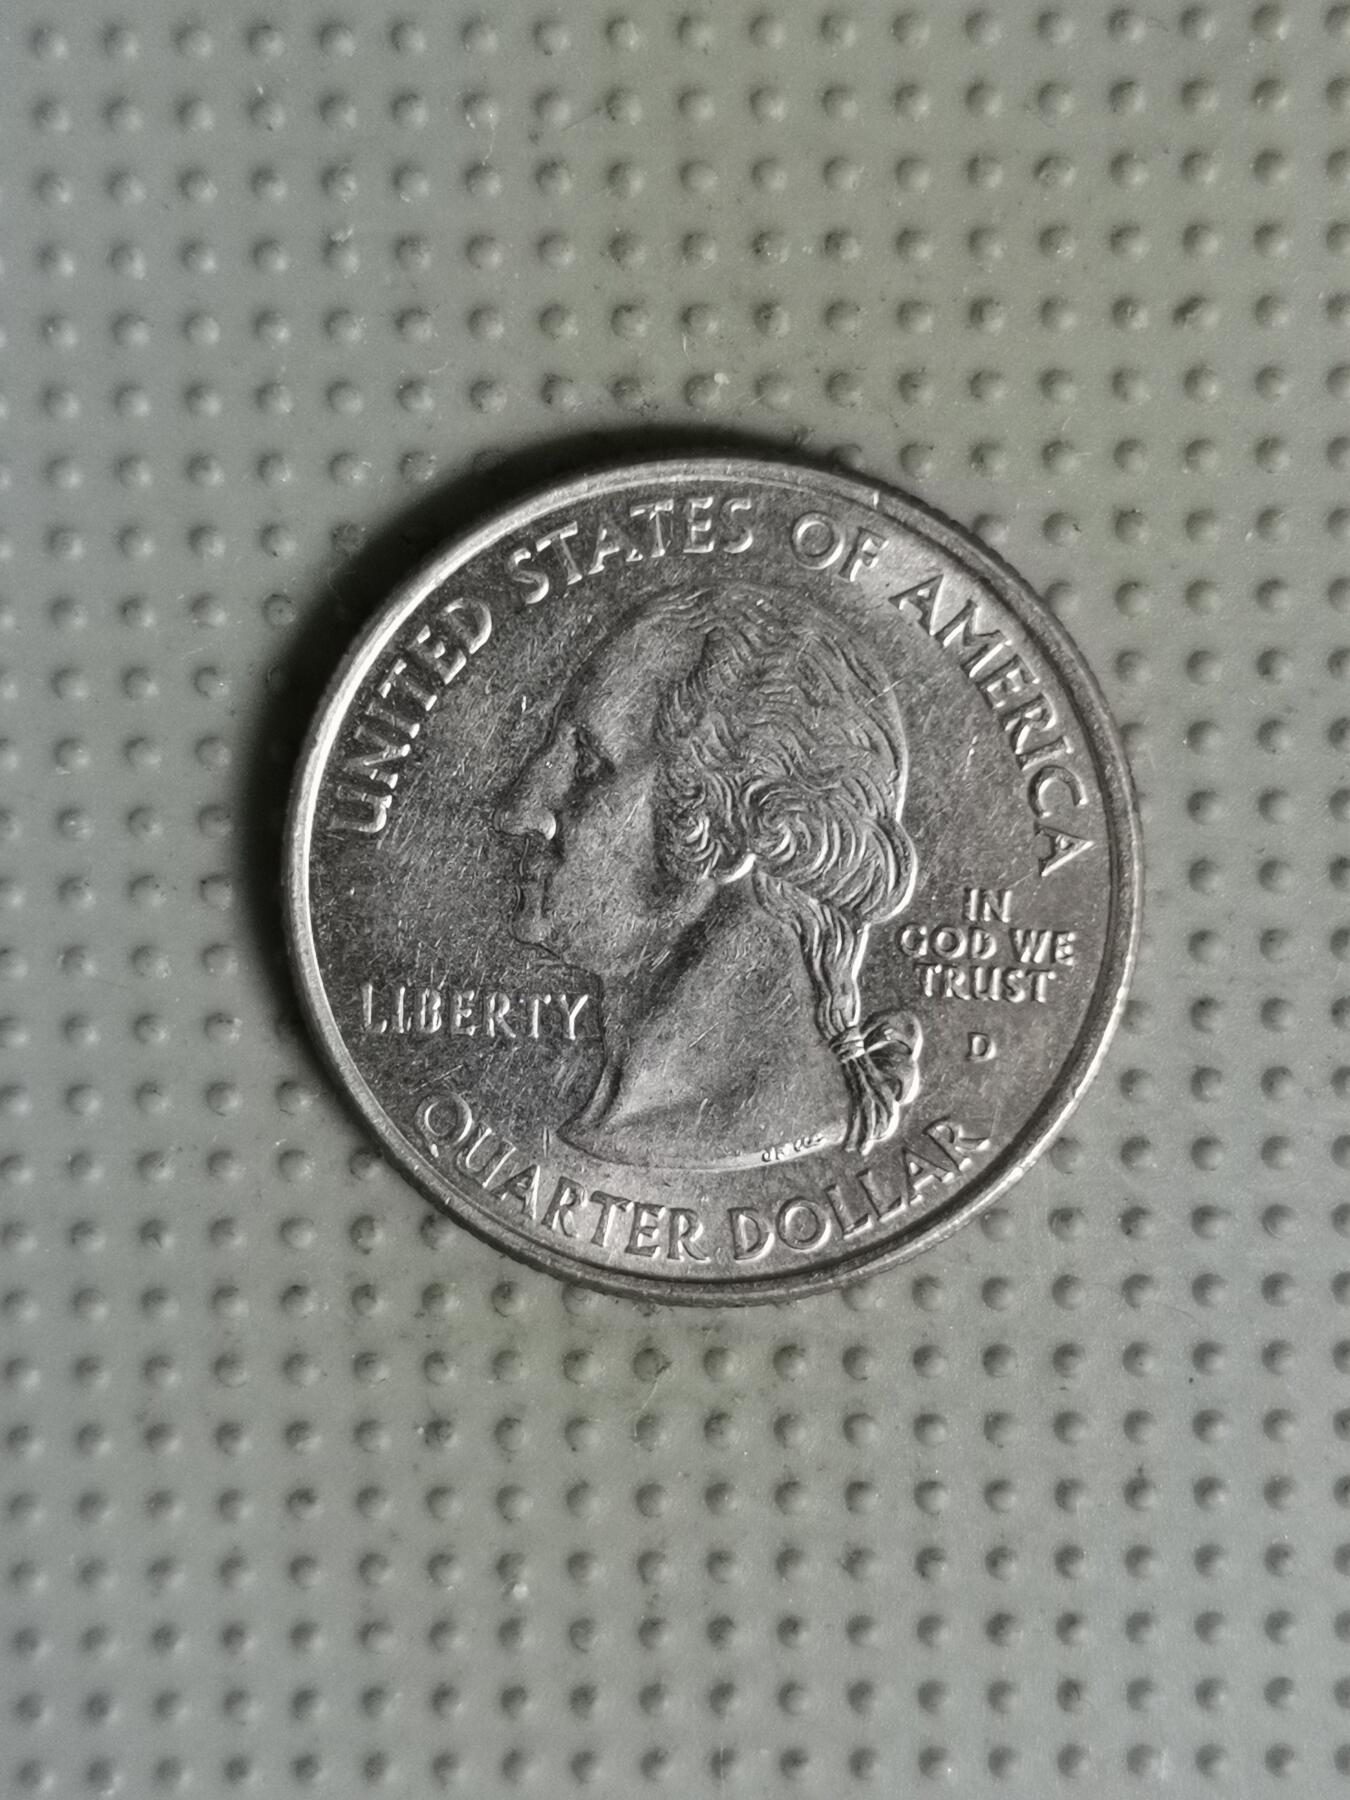 UNITED STATES OF AMERICA
LIBERTY
IN
GOD WE
TRUST
D
QUARTER DOLLAR